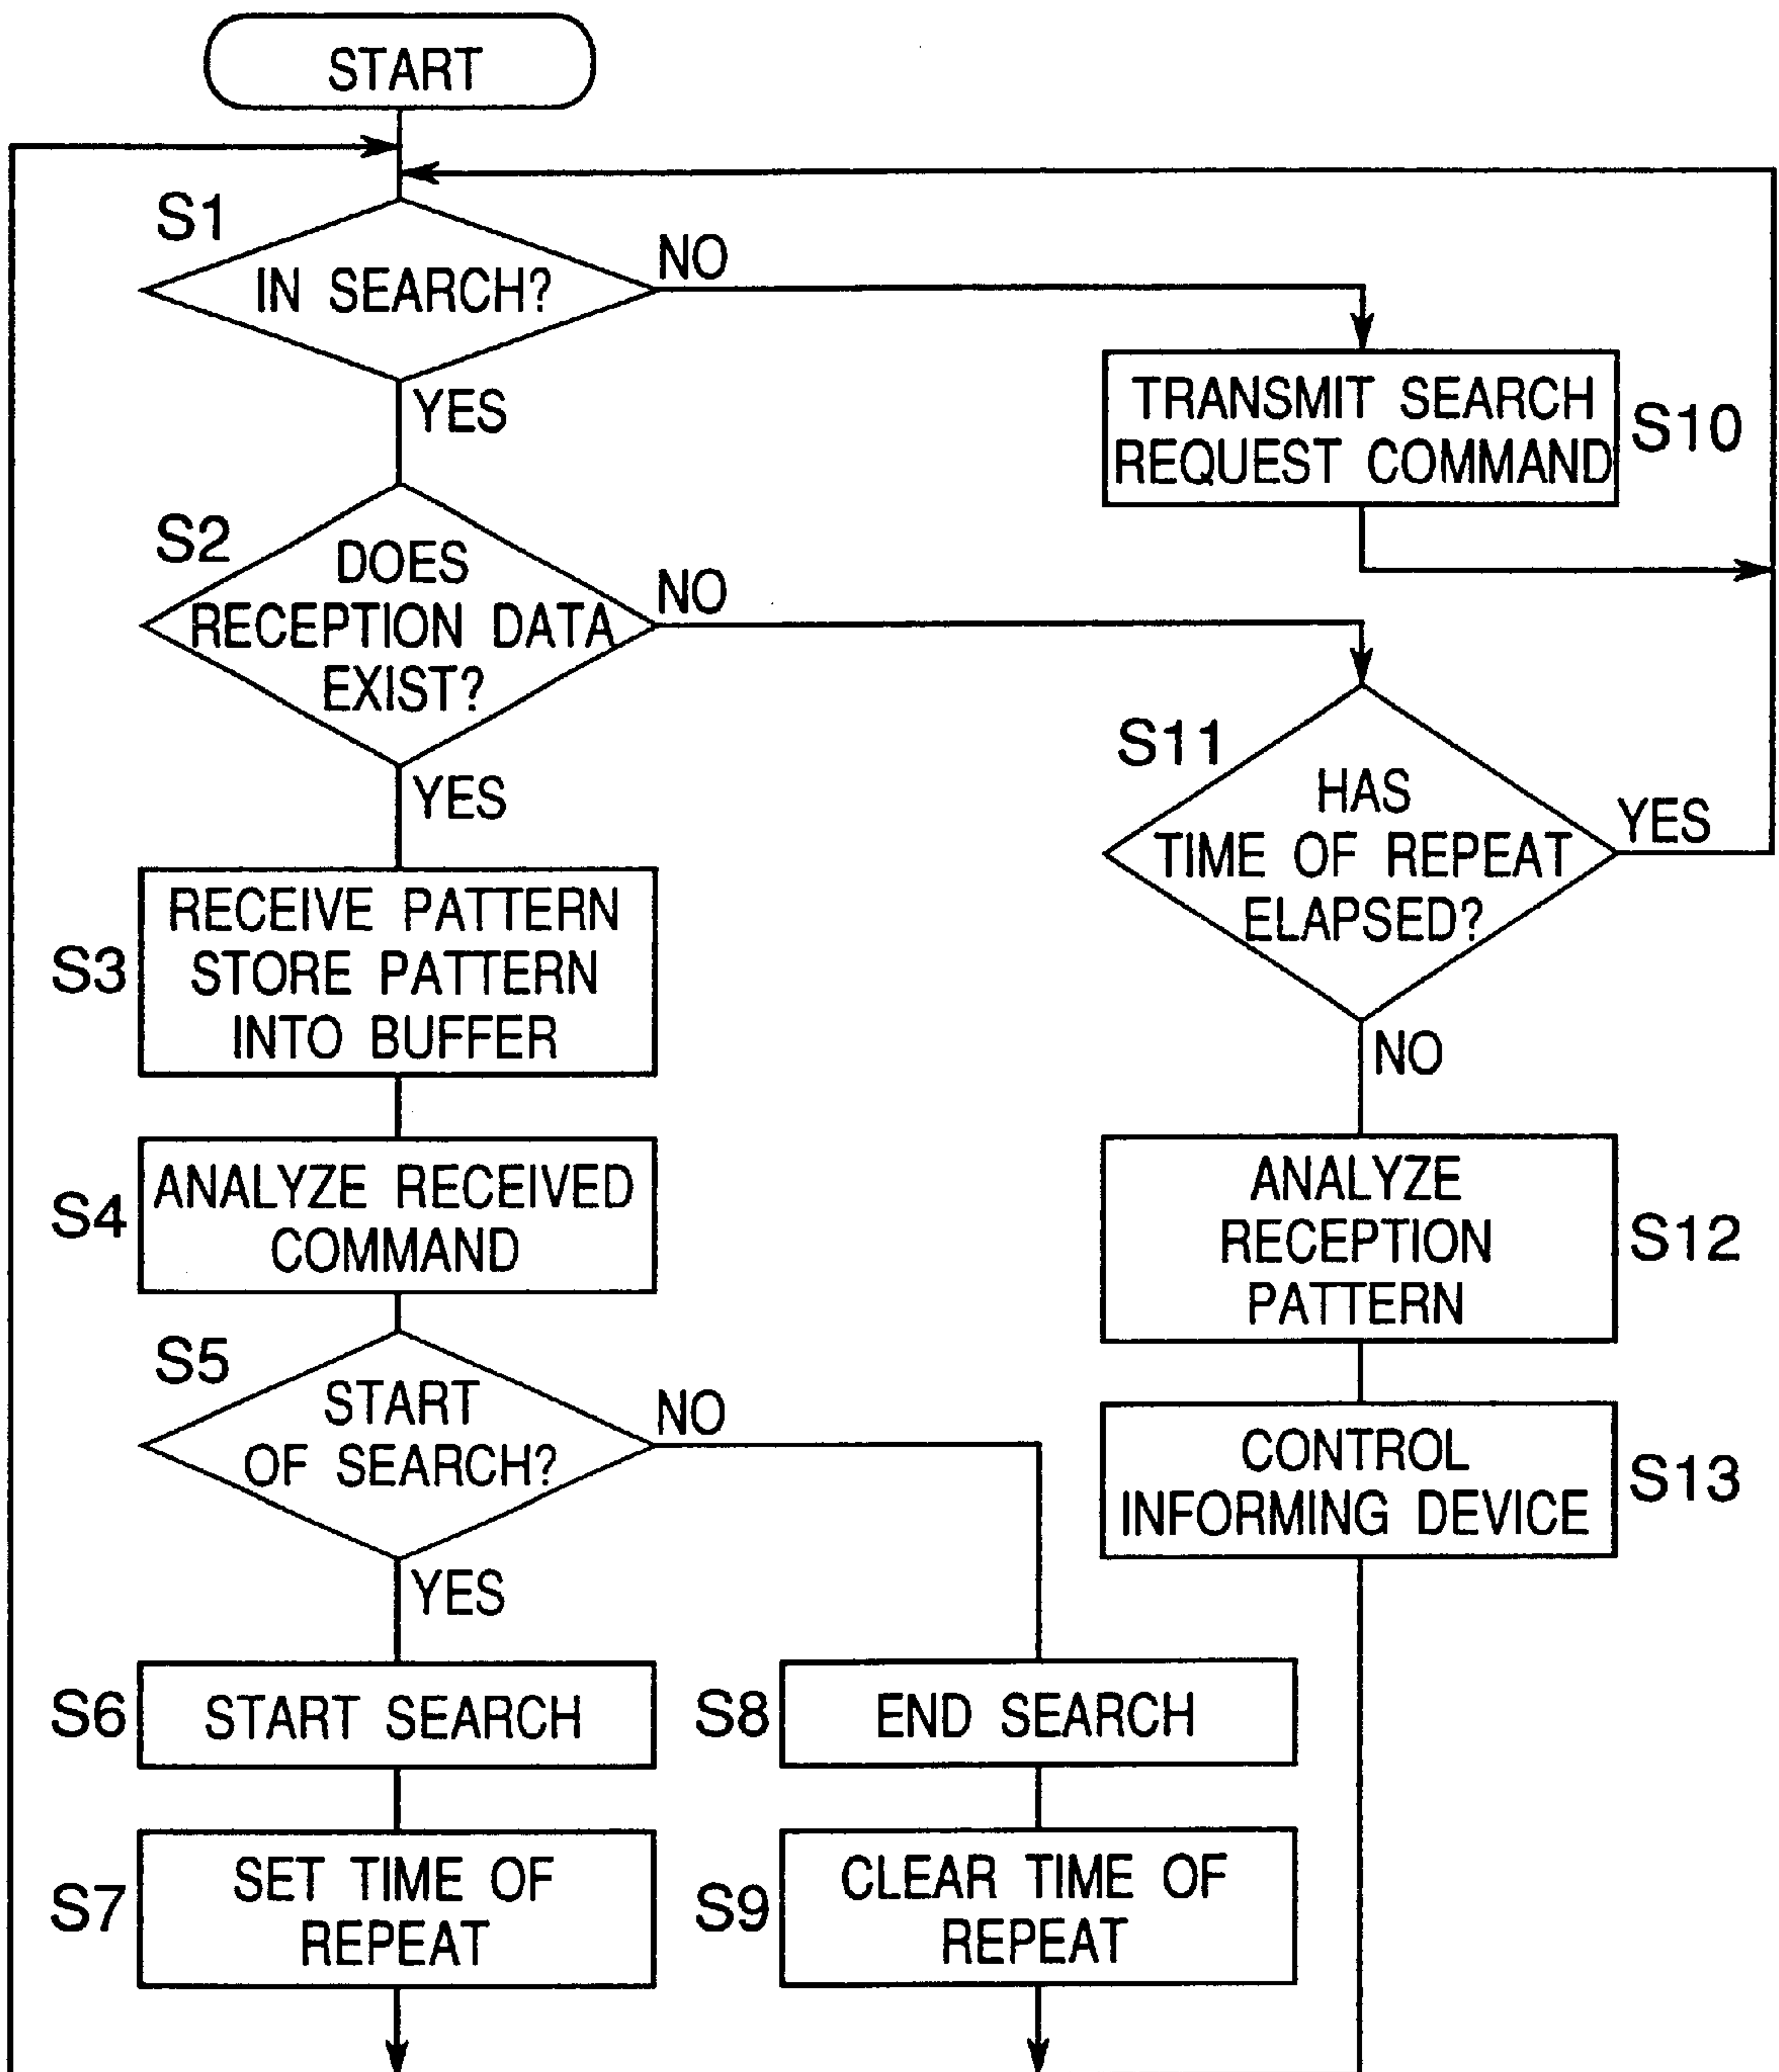 START
S1
IN SEARCH?
NO
YES
TRANSMIT SEARCH
REQUEST COMMAND
S10
S2
DOES
RECEPTION DATA
EXIST?
NO
YES
S11
HAS
TIME OF REPEAT
ELAPSED?
YES
NO
S3
RECEIVE PATTERN
STORE PATTERN
INTO BUFFER
S4
ANALYZE RECEIVED
COMMAND
S12
ANALYZE
RECEPTION
PATTERN
S5
START
OF SEARCH?
NO
YES
CONTROL
INFORMING DEVICE
S13
S6
START SEARCH
S8
END SEARCH
S7
SET TIME OF
REPEAT
S9
CLEAR TIME OF
REPEAT